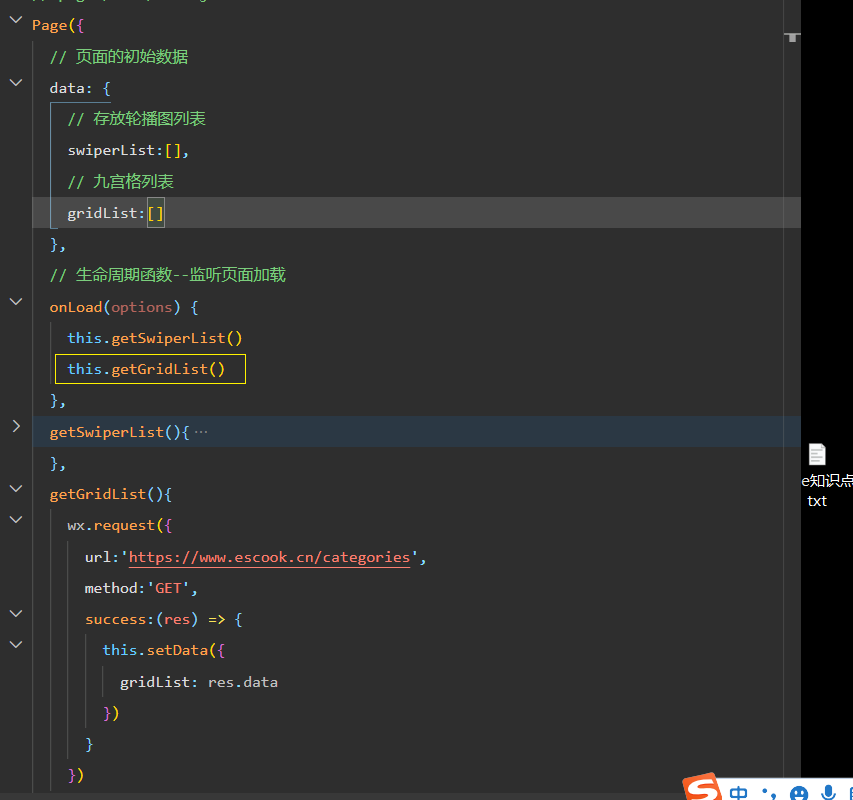 Page({
// 页面的初始数据
data: {
// 存放轮播图列表
swiperList:[],
// 九宫格列表
gridList:[]
},
// 生命周期函数--监听页面加载
onLoad(options) {
this.getSwiperList()
this.getGridList()
},
getSwiperList(){ ···
},
getGridList(){
wx.request({
url:'https://www.escook.cn/categories',
method:'GET',
success:(res) => {
this.setData({
gridList: res.data
})
}
})
e知识点
txt
S 中